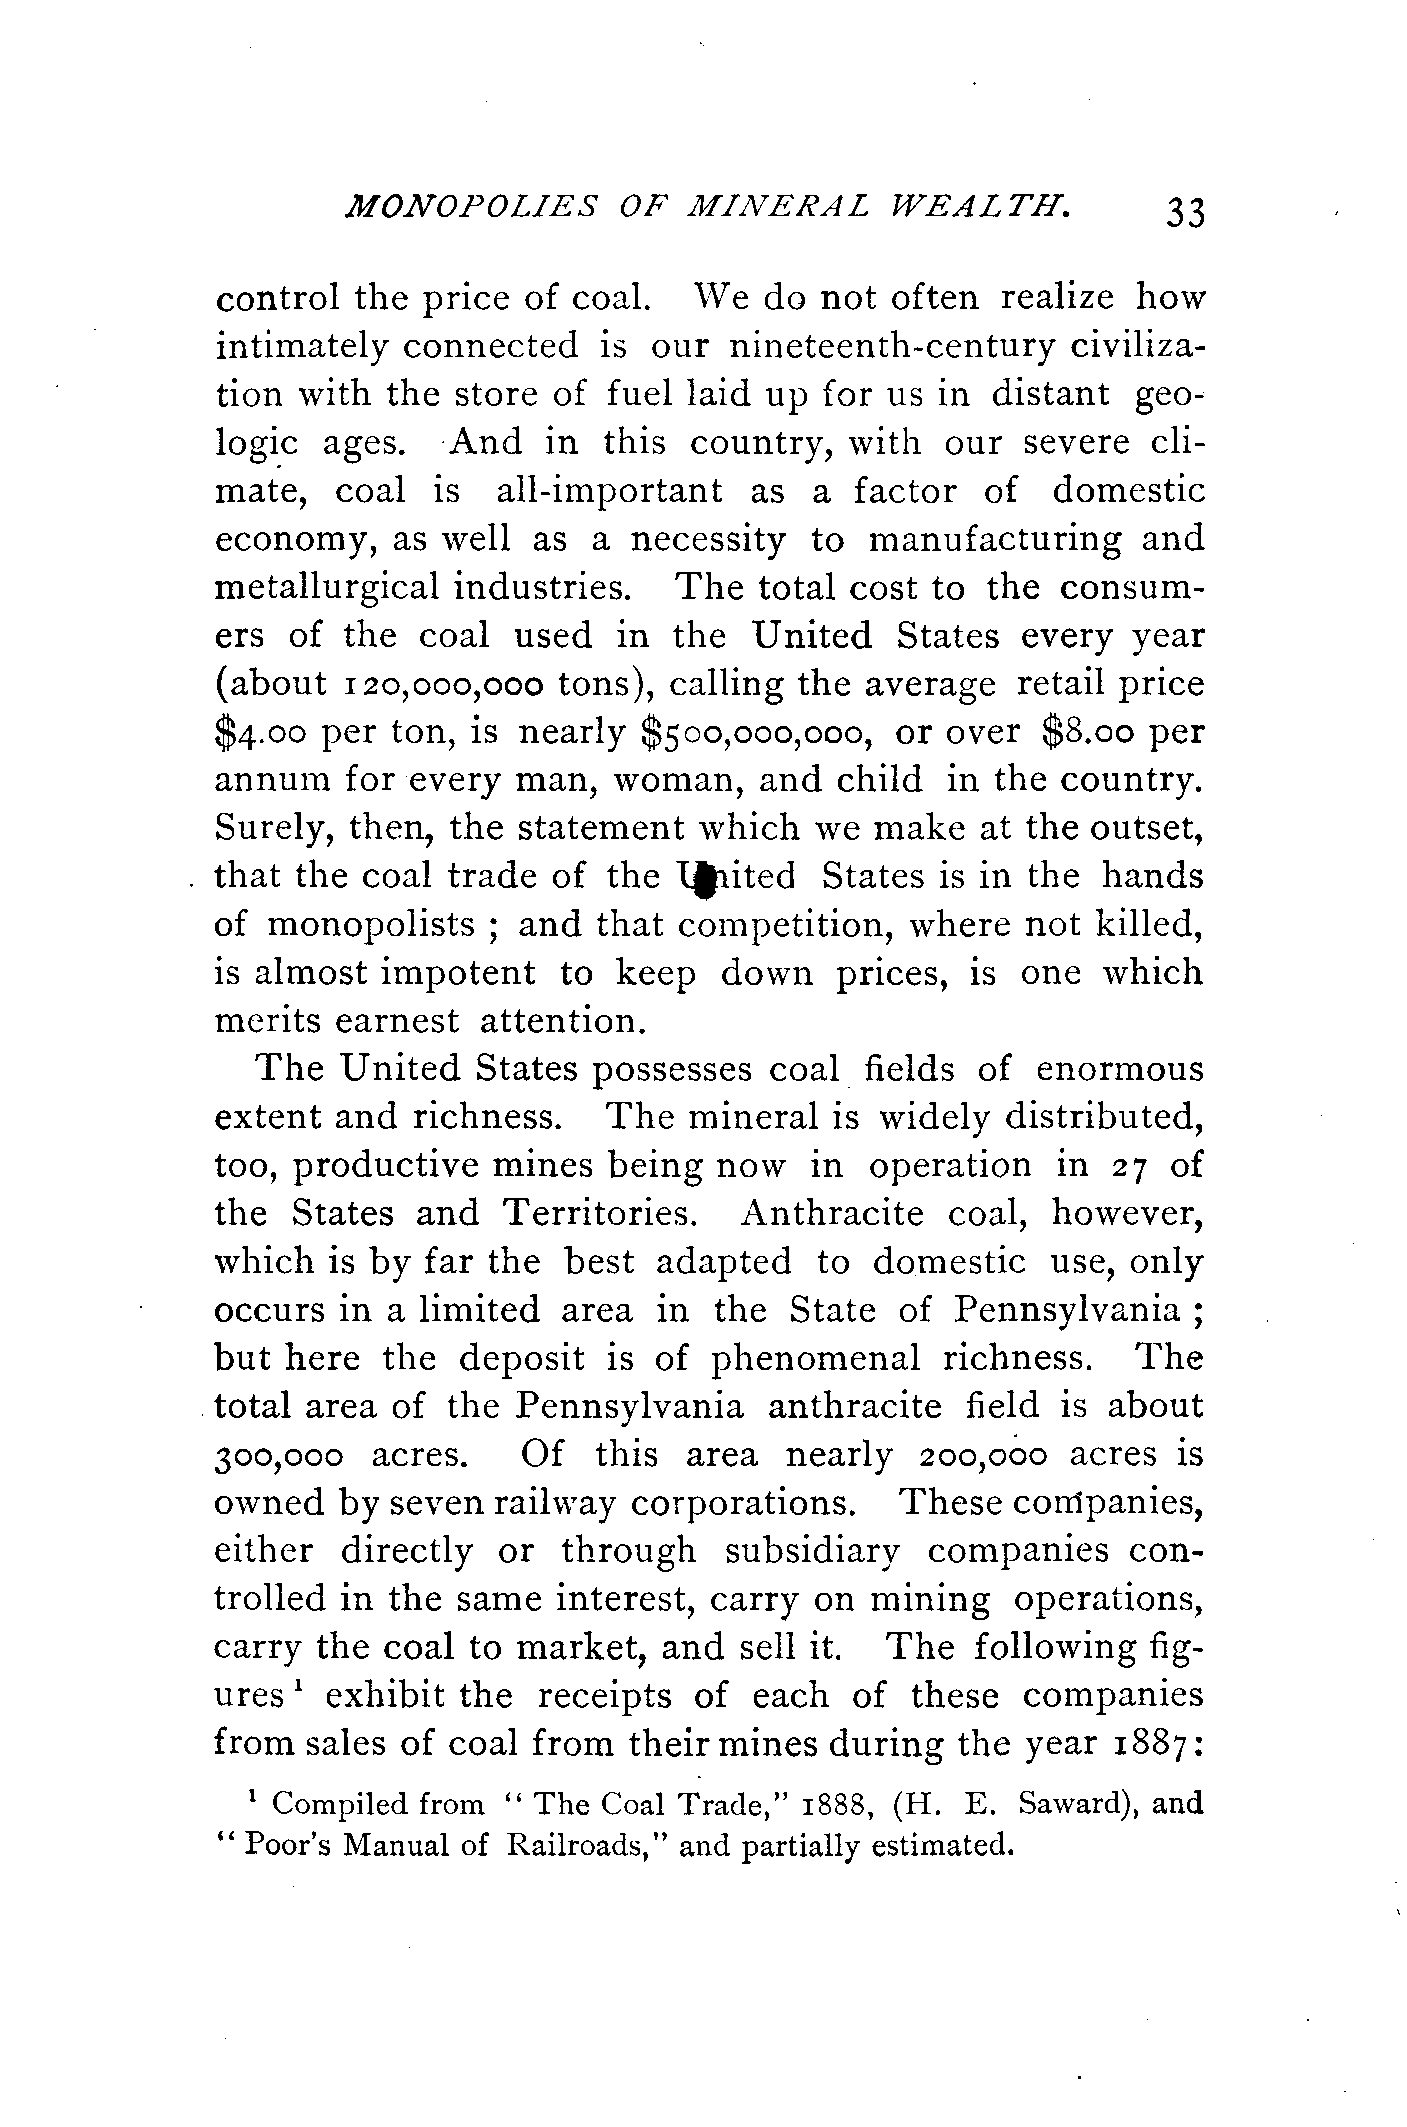 MONOPOLIES OF MINERAL WEALTH. 33
control the price of coal. We do not often realize how
intimately connected is our nineteenth-century civiliza-
tion with the store of fuel laid up for us in distant geo-
logic ages. And in this country, with our severe cli-
mate, coal is all-important as a factor of domestic
economy, as well as a necessity to manufacturing and
metallurgical industries. The total cost to the consum-
ers of the coal used in the United States every year
(about 120,000,000 tons), calling the average retail price
$4.00 per ton, is nearly $500,000,000, or over $8.00 per
annum for every man, woman, and child in the country.
Surely, then, the statement which we make at the outset,
that the coal trade of the United States is in the hands
of monopolists ; and that competition, where not killed,
is almost impotent to keep down prices, is one which
merits earnest attention.
The United States possesses coal fields of enormous
extent and richness. The mineral is widely distributed,
too, productive mines being now in operation in 27 of
the States and Territories. Anthracite coal, however,
which is by far the best adapted to domestic use, only
occurs in a limited area in the State of Pennsylvania ;
but here the deposit is of phenomenal richness. The
total area of the Pennsylvania anthracite field is about
300,000 acres. Of this area nearly 200,000 acres is
owned by seven railway corporations. These companies,
either directly or through subsidiary companies con-
trolled in the same interest, carry on mining operations,
carry the coal to market, and sell it. The following fig-
ures ¹ exhibit the receipts of each of these companies
from sales of coal from their mines during the year 1887:
¹ Compiled from “ The Coal Trade,” 1888, (H. E. Saward), and
“ Poor's Manual of Railroads,” and partially estimated.